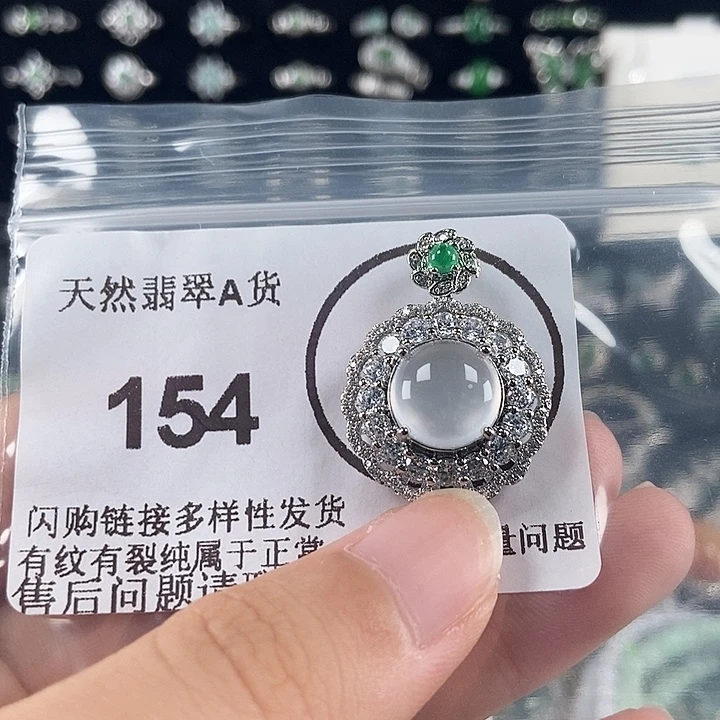 天然翡翠A货
154
闪购链接多样性发货
有纹有裂纯属于正常 量问题
售后问题请